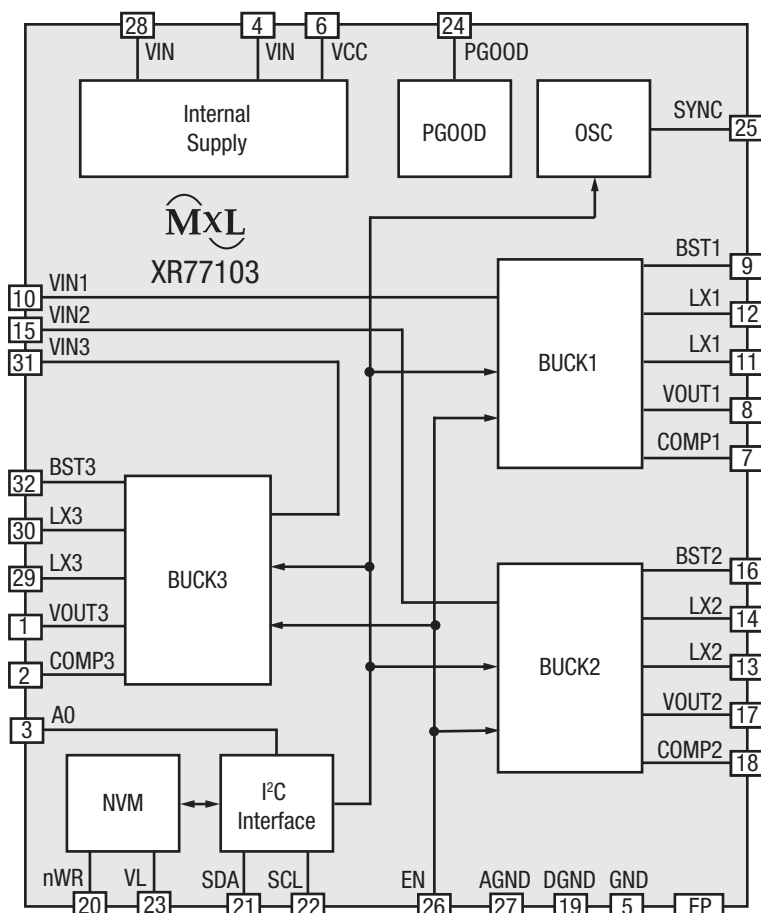 28 4 6 24
VIN VIN VCC PGOOD
Internal
Supply
PGOOD
OSC
SYNC
25
MxL
XR77103
10 VIN1
15 VIN2
31 VIN3
BUCK1
BST1
9
LX1
12
LX1
11
VOUT1
8
COMP1
7
32 BST3
30 LX3
29 LX3
1 VOUT3
2 COMP3
BUCK3
3 A0
BUCK2
BST2
16
LX2
14
LX2
13
VOUT2
17
COMP2
18
NVM
I²C
Interface
nWR VL SDA SCL EN AGND DGND GND
20 23 21 22 26 27 19 5 EP